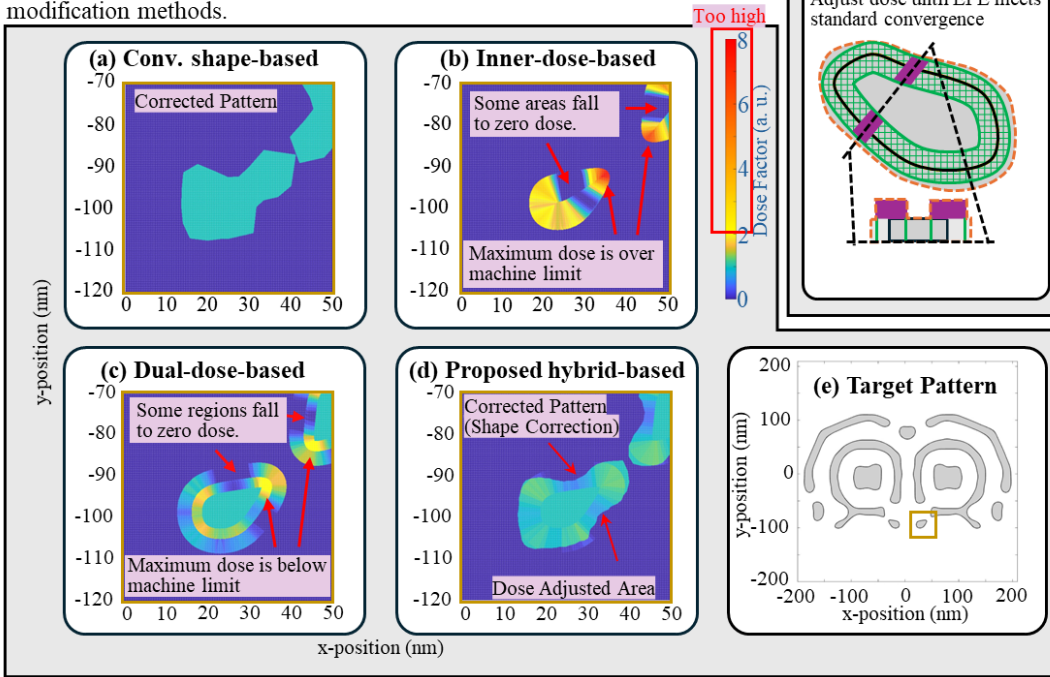 modification methods.
Adjust dose until EPE meets
standard convergence
Too high
(a) Conv. shape-based
-70
-80
-90
-100
-110
-120
0 10 20 30 40 50
Corrected Pattern
(b) Inner-dose-based
-70
-80
-90
-100
-110
-120
0 10 20 30 40 50
Some areas fall
to zero dose.
Maximum dose is over
machine limit
8
6
4
2
0
Dose Factor (a. u.)
y-position (nm)
(c) Dual-dose-based
-70
-80
-90
-100
-110
-120
0 10 20 30 40 50
Some regions fall
to zero dose.
Maximum dose is below
machine limit
(d) Proposed hybrid-based
-70
-80
-90
-100
-110
-120
0 10 20 30 40 50
Corrected Pattern
(Shape Correction)
Dose Adjusted Area
x-position (nm)
(e) Target Pattern
200
100
0
-100
-200
-200 -100 0 100 200
y-position (nm)
x-position (nm)